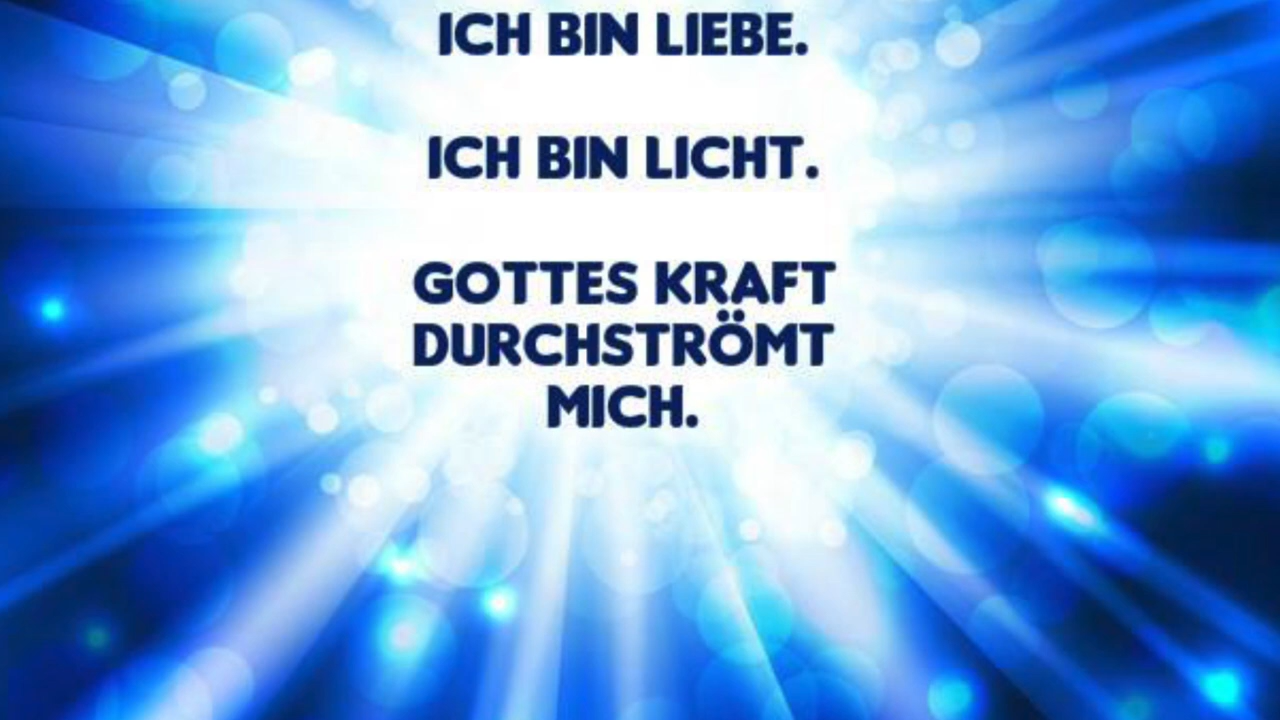 ICH BIN LIEBE.
ICH BIN LICHT.
GOTTES KRAFT
DURCHSTRÖMT
MICH.